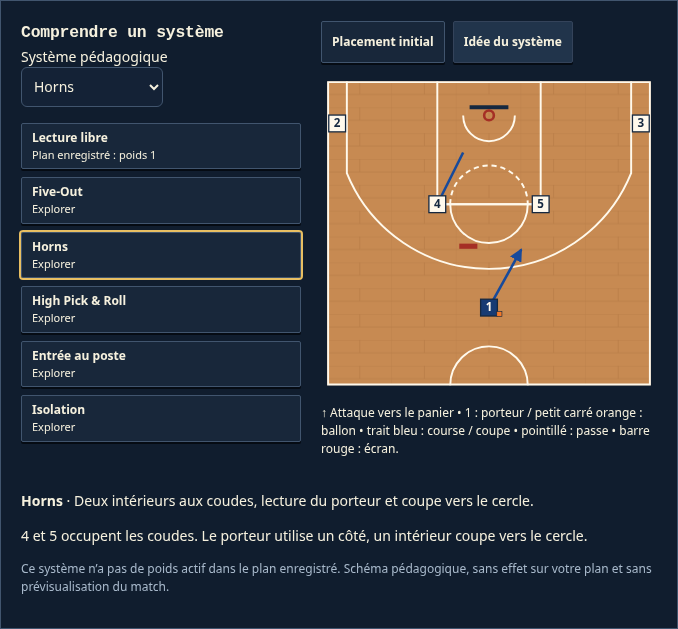 Comprendre un système
Système pédagogique
Horns
Lecture libre
Plan enregistré : poids 1
Five-Out
Explorer
Horns
Explorer
High Pick & Roll
Explorer
Entrée au poste
Explorer
Isolation
Explorer
Placement initial
Idée du système
2
3
4
5
1
↑ Attaque vers le panier • 1 : porteur / petit carré orange :
ballon • trait bleu : course / coupe • pointillé : passe • barre
rouge : écran.
Horns · Deux intérieurs aux coudes, lecture du porteur et coupe vers le cercle.
4 et 5 occupent les coudes. Le porteur utilise un côté, un intérieur coupe vers le cercle.
Ce système n’a pas de poids actif dans le plan enregistré. Schéma pédagogique, sans effet sur votre plan et sans
prévisualisation du match.